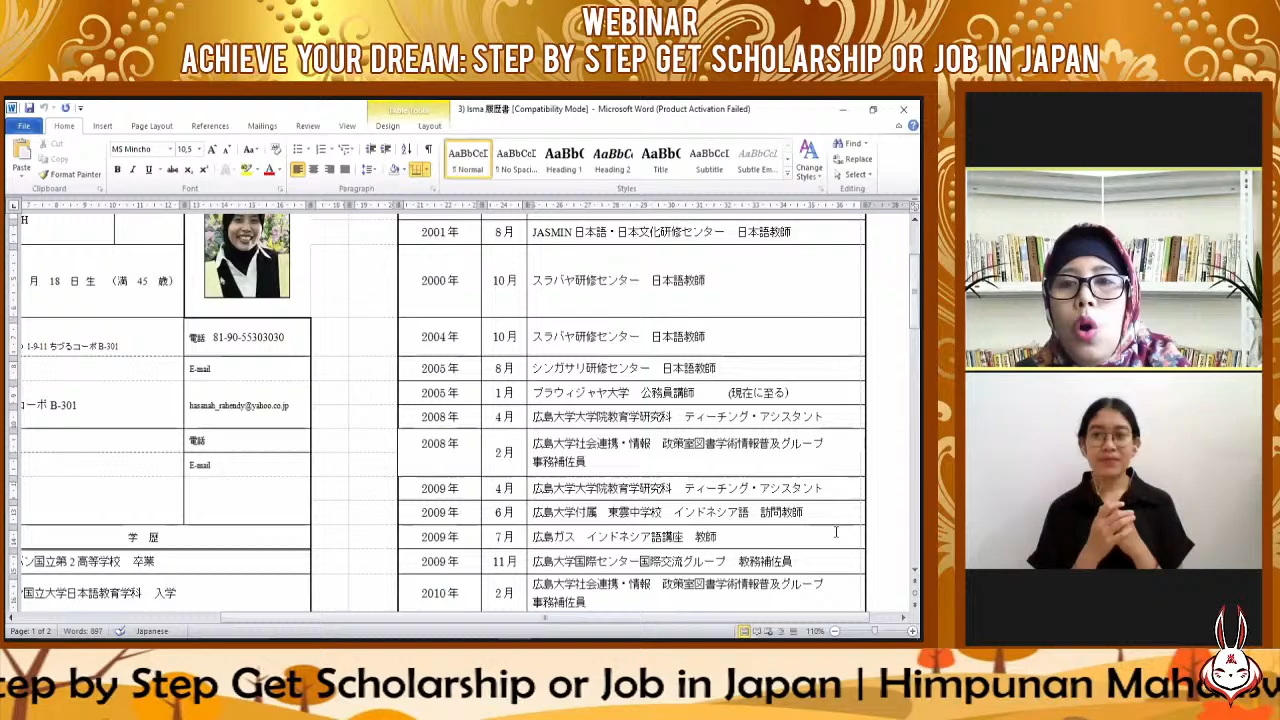 WEBINAR
ACHIEVE YOUR DREAM: STEP BY STEP GET SCHOLARSHIP OR JOB IN JAPAN
3) Isma 履歴書 [Compatibility Mode] - Microsoft Word (Product Activation Failed)
Table Tools
File Home Insert Page Layout References Mailings Review View Design Layout
Paste
Cut
Copy
Format Painter
Clipboard
MS Mincho 10,5
Font
Paragraph
AaBbCcI AaBbCcI AaBbC AaBbCc AaBbC AaBbCcI AaBbCcI
¶ Normal ¶ No Spaci... Heading 1 Heading 2 Title Subtitle Subtle Em...
Styles
Change Styles
Find
Replace
Select
Editing
H
月 18 日 生 （満 45 歳）
1-9-11 ちづるコーポ B-301
電話 81-90-55303030
E-mail
コーポ B-301
hasanah_rahendy@yahoo.co.jp
電話
E-mail
学 歴
ン国立第 2 高等学校 卒業
国立大学日本語教育学科 入学
2001 年 8 月 JASMIN 日本語・日本文化研修センター 日本語教師
2000 年 10 月 スラバヤ研修センター 日本語教師
2004 年 10 月 スラバヤ研修センター 日本語教師
2005 年 8 月 シンガサリ研修センター 日本語教師
2005 年 1 月 ブラウィジャヤ大学 公務員講師 (現在に至る)
2008 年 4 月 広島大学大学院教育学研究科 ティーチング・アシスタント
2008 年 2 月 広島大学社会連携・情報 政策室図書学術情報普及グループ
事務補佐員
2009 年 4 月 広島大学大学院教育学研究科 ティーチング・アシスタント
2009 年 6 月 広島大学付属 東雲中学校 インドネシア語 訪問教師
2009 年 7 月 広島ガス インドネシア語講座 教師
2009 年 11 月 広島大学国際センター国際交流グループ 教務補佐員
2010 年 2 月 広島大学社会連携・情報 政策室図書学術情報普及グループ
事務補佐員
Page: 1 of 2 Words: 897 Japanese 110%
tep by Step Get Scholarship or Job in Japan | Himpunan Mahasisw